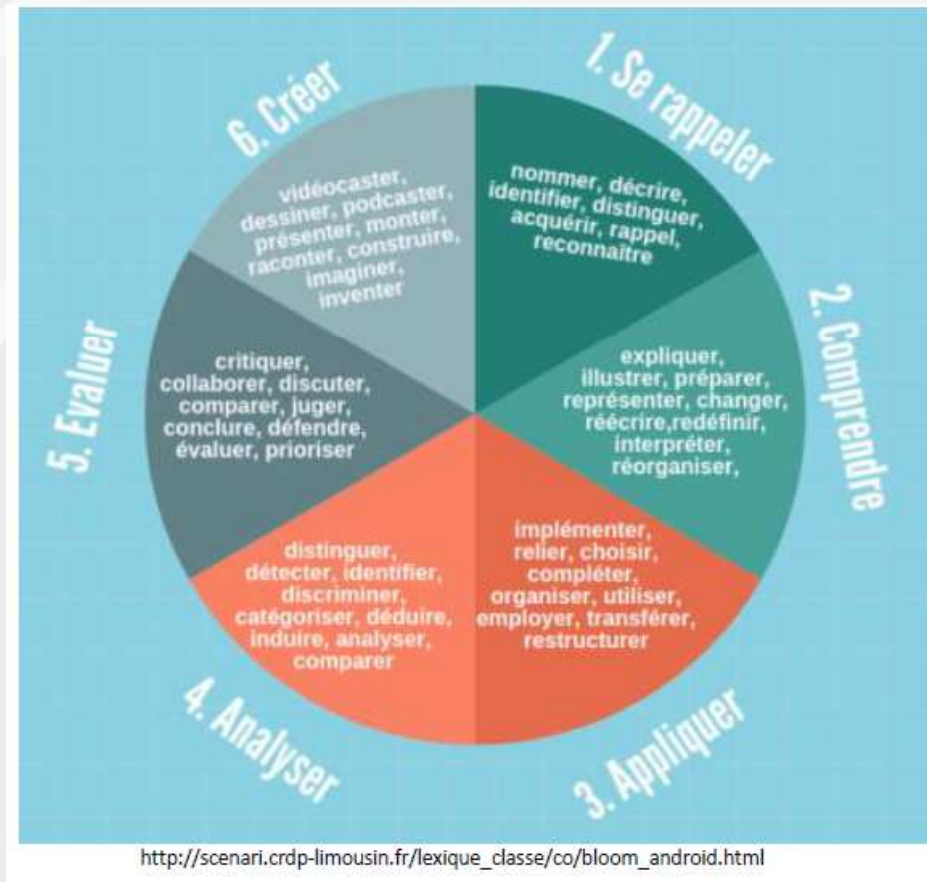 1. Se rappeler
nommer, décrire,
identifier, distinguer,
acquérir, rappel,
reconnaître
2. Comprendre
expliquer,
illustrer, préparer,
représenter, changer,
réécrire,redéfinir,
interpréter,
réorganiser,
3. Appliquer
implémenter,
relier, choisir,
compléter,
organiser, utiliser,
employer, transférer,
restructurer
4. Analyser
distinguer,
détecter, identifier,
discriminer,
catégoriser, déduire,
induire, analyser,
comparer
5. Evaluer
critiquer,
collaborer, discuter,
comparer, juger,
conclure, défendre,
évaluer, prioriser
6. Créer
vidéocaster,
dessiner, podcaster,
présenter, monter,
raconter, construire,
imaginer,
inventer
http://scenari.crdp-limousin.fr/lexique_classe/co/bloom_android.html